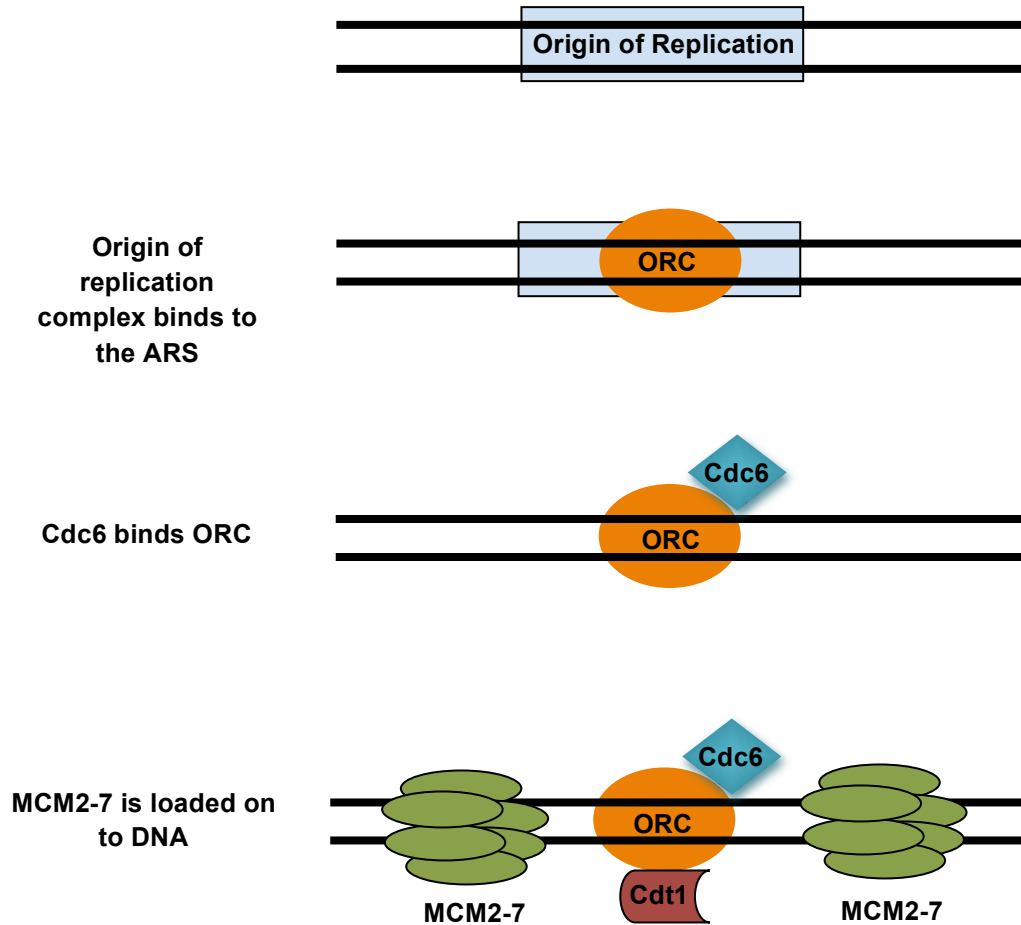 Origin of Replication
Origin of
replication
complex binds to
the ARS
ORC
Cdc6 binds ORC
Cdc6
ORC
MCM2-7 is loaded on
to DNA
Cdc6
ORC
Cdt1
MCM2-7
MCM2-7